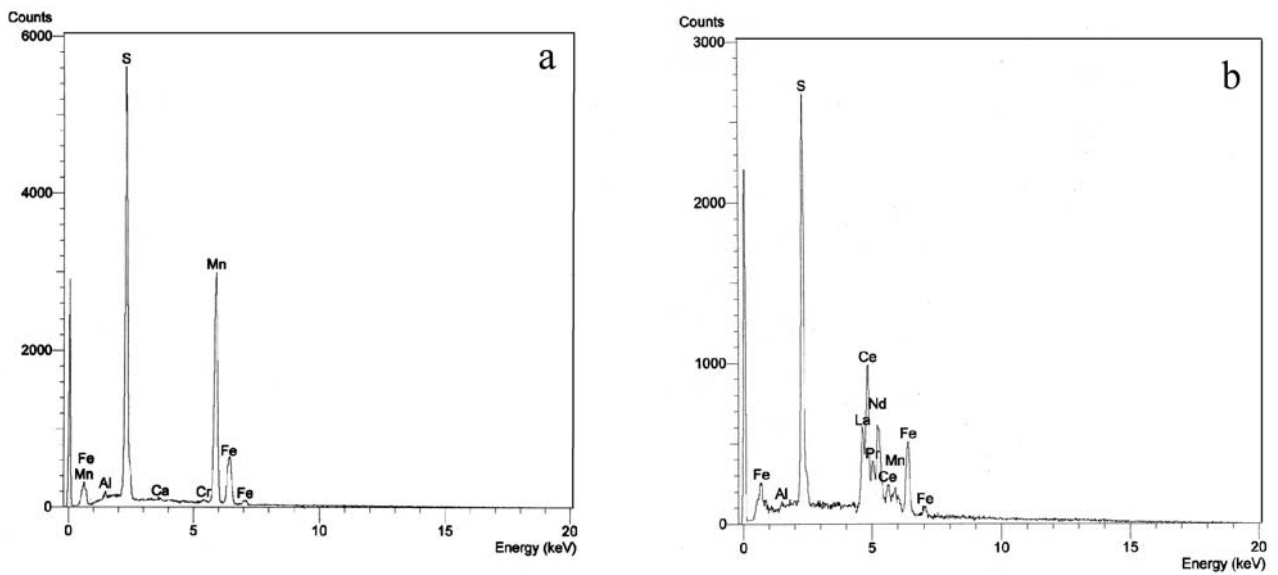 Counts
6000
4000
2000
0
a
S
Mn
Fe
Fe
Fe
Mn
Al
Ca
Cr
0
5
10
15
20
Energy (keV)
Counts
3000
2000
1000
0
b
S
Ce
Nd
La
Pr
Ce
Mn
Fe
Fe
Fe
Al
0
5
10
15
20
Energy (keV)